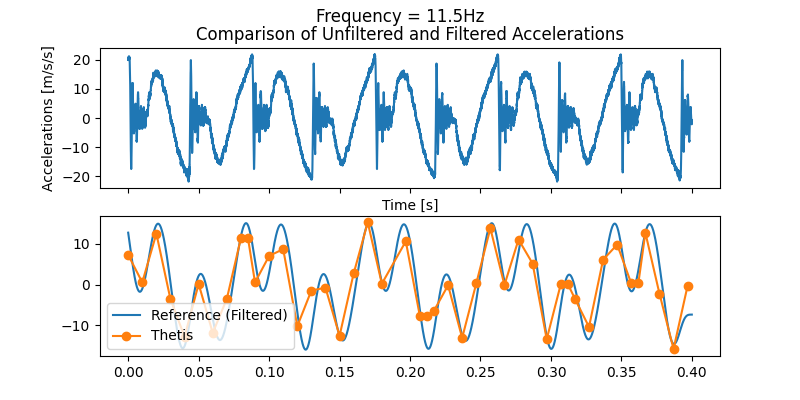 Frequency = 11.5Hz
Comparison of Unfiltered and Filtered Accelerations
Accelerations [m/s/s]
20
10
0
−10
−20
Time [s]
10
0
−10
Reference (Filtered)
Thetis
0.00 0.05 0.10 0.15 0.20 0.25 0.30 0.35 0.40